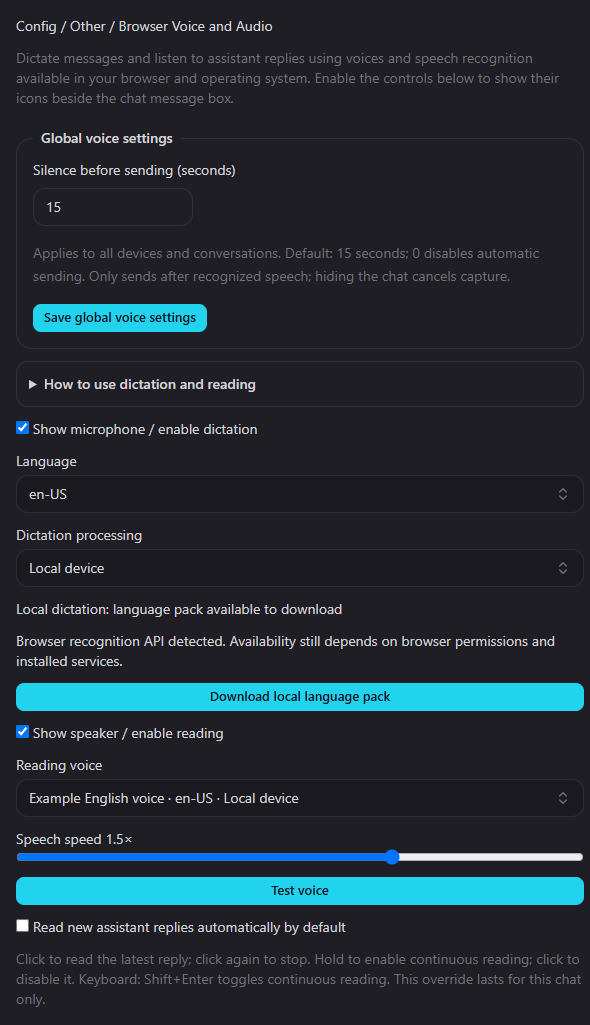 Config / Other / Browser Voice and Audio
Dictate messages and listen to assistant replies using voices and speech recognition
available in your browser and operating system. Enable the controls below to show their
icons beside the chat message box.
Global voice settings
Silence before sending (seconds)
15
Applies to all devices and conversations. Default: 15 seconds; 0 disables automatic
sending. Only sends after recognized speech; hiding the chat cancels capture.
Save global voice settings
How to use dictation and reading
Show microphone / enable dictation
Language
en-US
Dictation processing
Local device
Local dictation: language pack available to download
Browser recognition API detected. Availability still depends on browser permissions and
installed services.
Download local language pack
Show speaker / enable reading
Reading voice
Example English voice · en-US · Local device
Speech speed 1.5×
Test voice
Read new assistant replies automatically by default
Click to read the latest reply; click again to stop. Hold to enable continuous reading; click to
disable it. Keyboard: Shift+Enter toggles continuous reading. This override lasts for this chat
only.